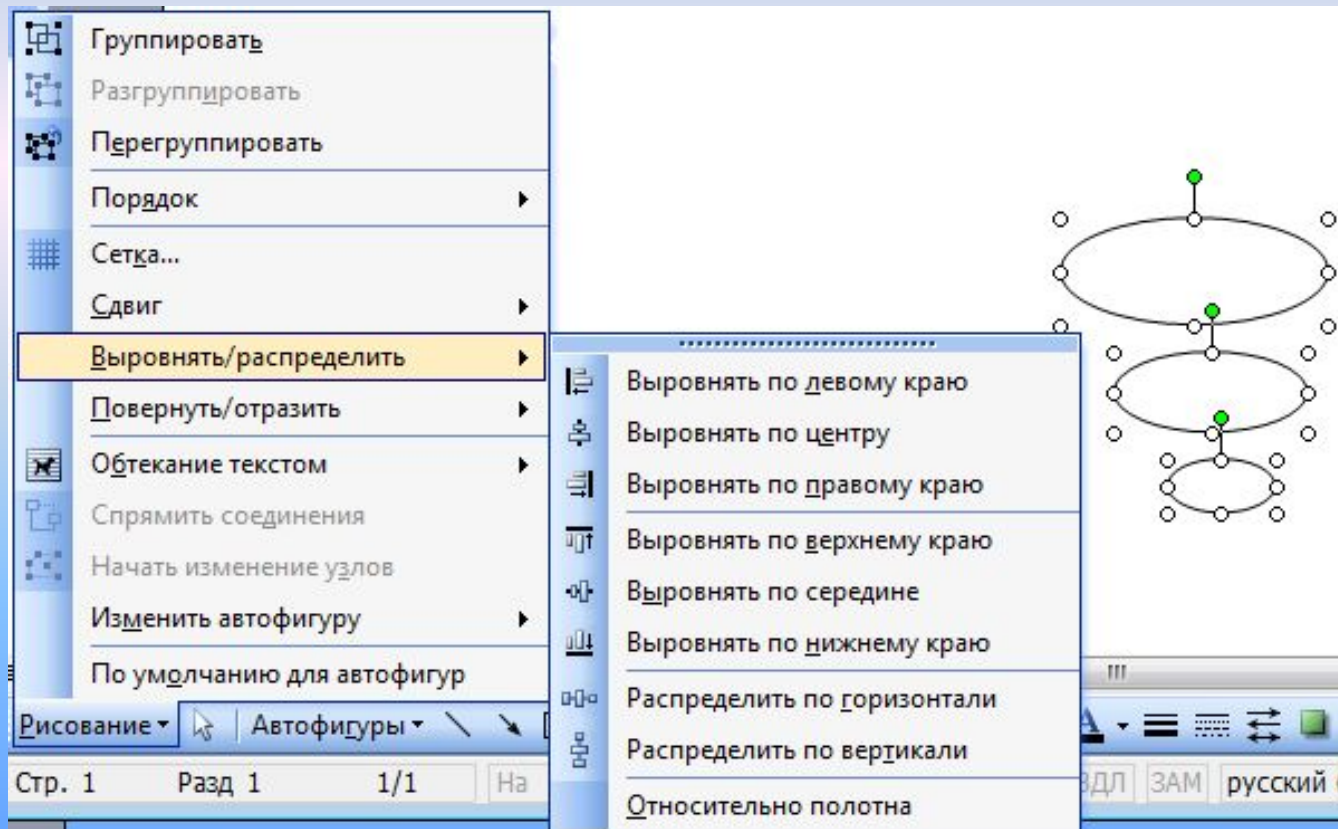 Группировать
Разгруппировать
Перегруппировать
Порядок
Сетка...
Сдвиг
Выровнять/распределить
Повернуть/отразить
Обтекание текстом
Спрямить соединения
Начать изменение узлов
Изменить автофигуру
По умолчанию для автофигур
Выровнять по левому краю
Выровнять по центру
Выровнять по правому краю
Выровнять по верхнему краю
Выровнять по середине
Выровнять по нижнему краю
Распределить по горизонтали
Распределить по вертикали
Относительно полотна
Рисование Автофигуры A
Стр. 1 Разд 1 1/1 На ВДЛ ЗАМ русский